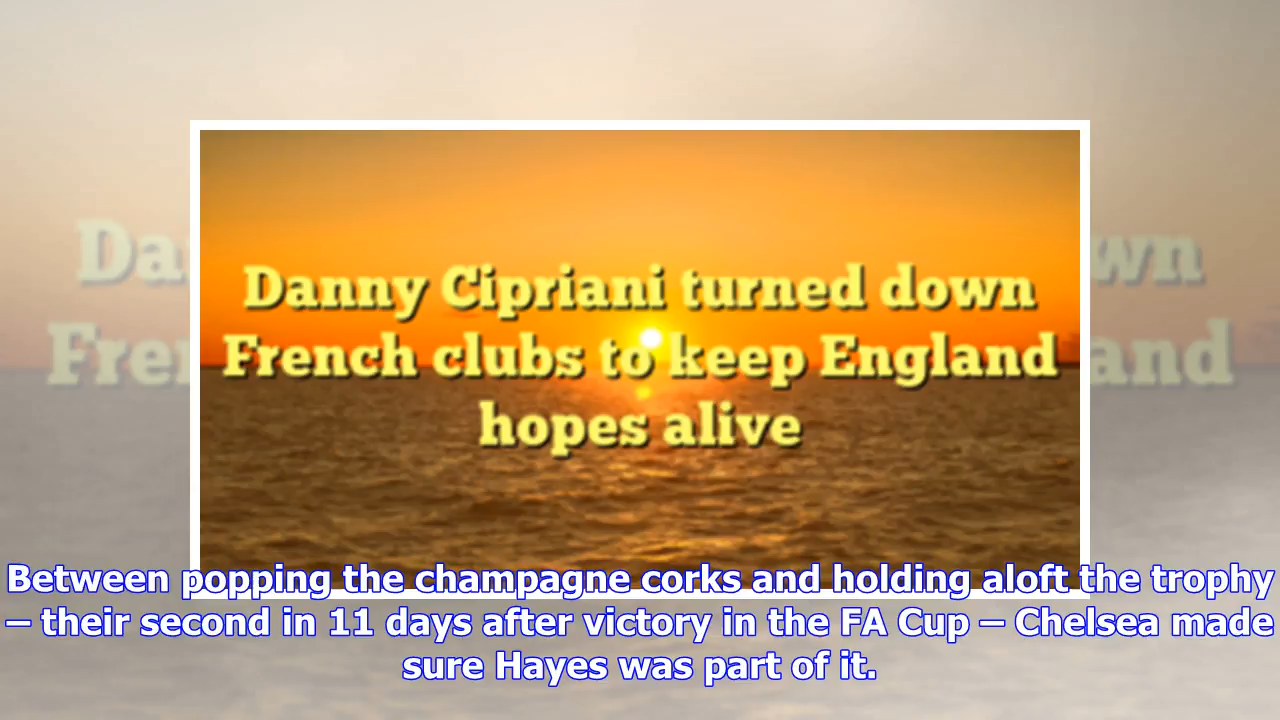 Danny Cipriani turned down
French clubs to keep England
hopes alive
Between popping the champagne corks and holding aloft the trophy
– their second in 11 days after victory in the FA Cup – Chelsea made
sure Hayes was part of it.